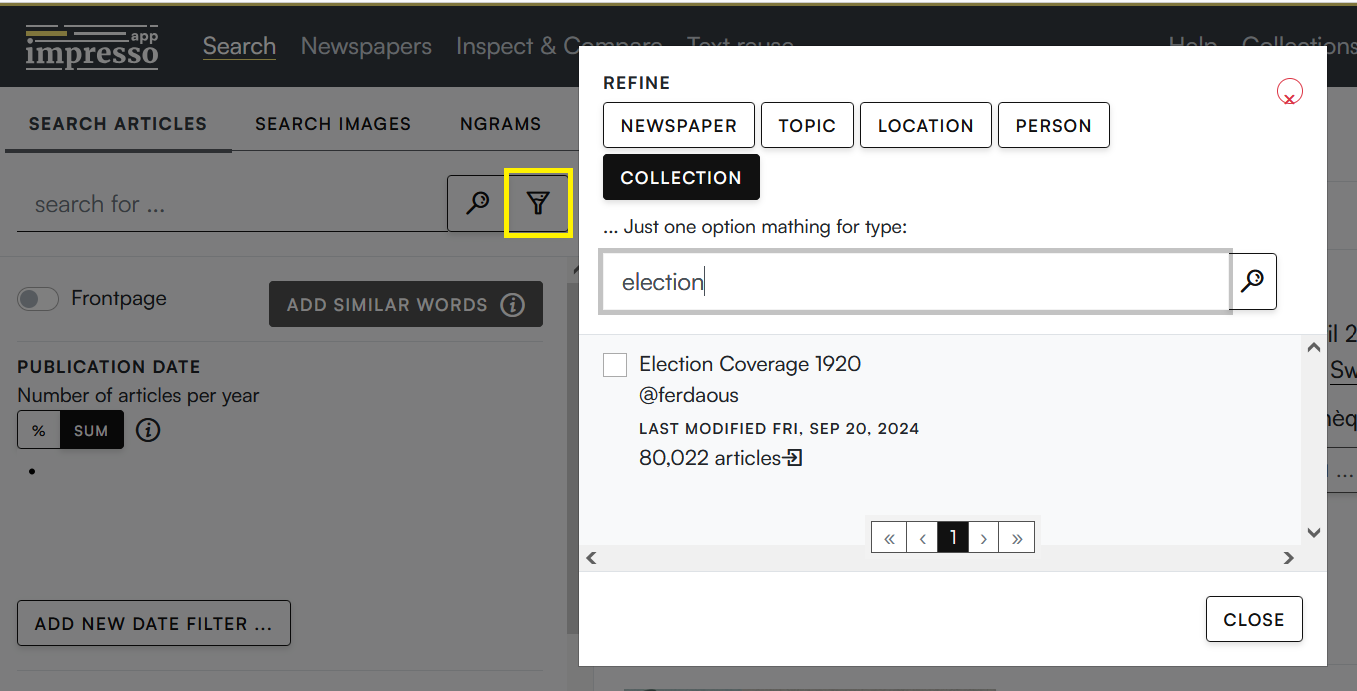 app
impresso
Search Newspapers Inspect & Compare Text reuse Help Collections
SEARCH ARTICLES SEARCH IMAGES NGRAMS
search for ...
Frontpage
ADD SIMILAR WORDS
PUBLICATION DATE
Number of articles per year
% SUM
ADD NEW DATE FILTER ...
REFINE
NEWSPAPER TOPIC LOCATION PERSON
COLLECTION
... Just one option mathing for type:
election
Election Coverage 1920
@ferdaous
LAST MODIFIED FRI, SEP 20, 2024
80,022 articles
« ‹ 1 › »
CLOSE
il 2
Sw
hèq
...